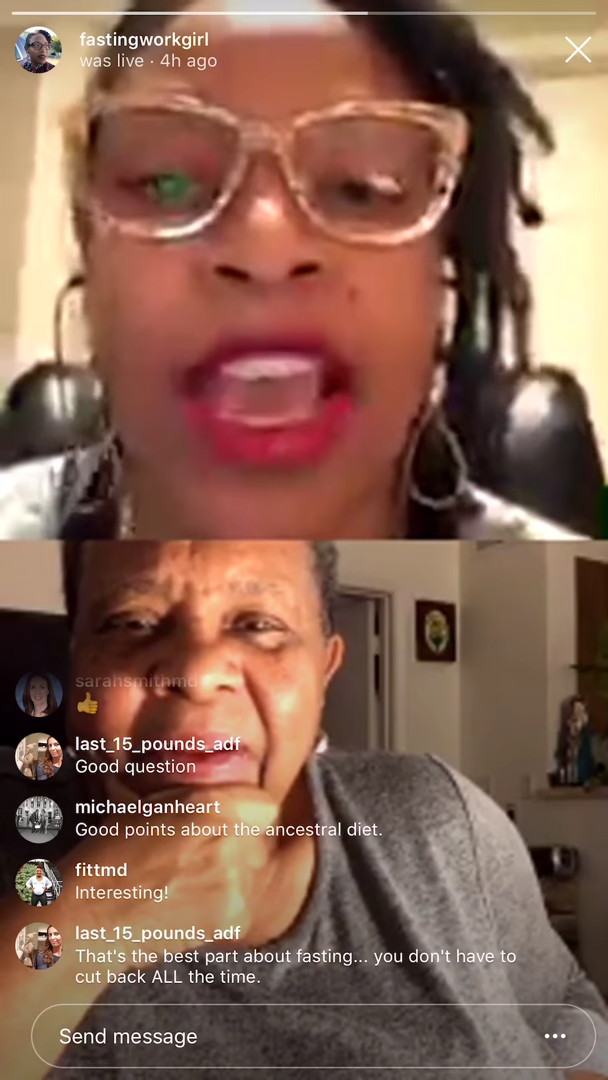 fastingworkgirl
was live · 4h ago
sarahsmithmd
👍
last_15_pounds_adf
Good question
michaelganheart
Good points about the ancestral diet.
fittmd
Interesting!
last_15_pounds_adf
That's the best part about fasting... you don't have to
cut back ALL the time.
Send message